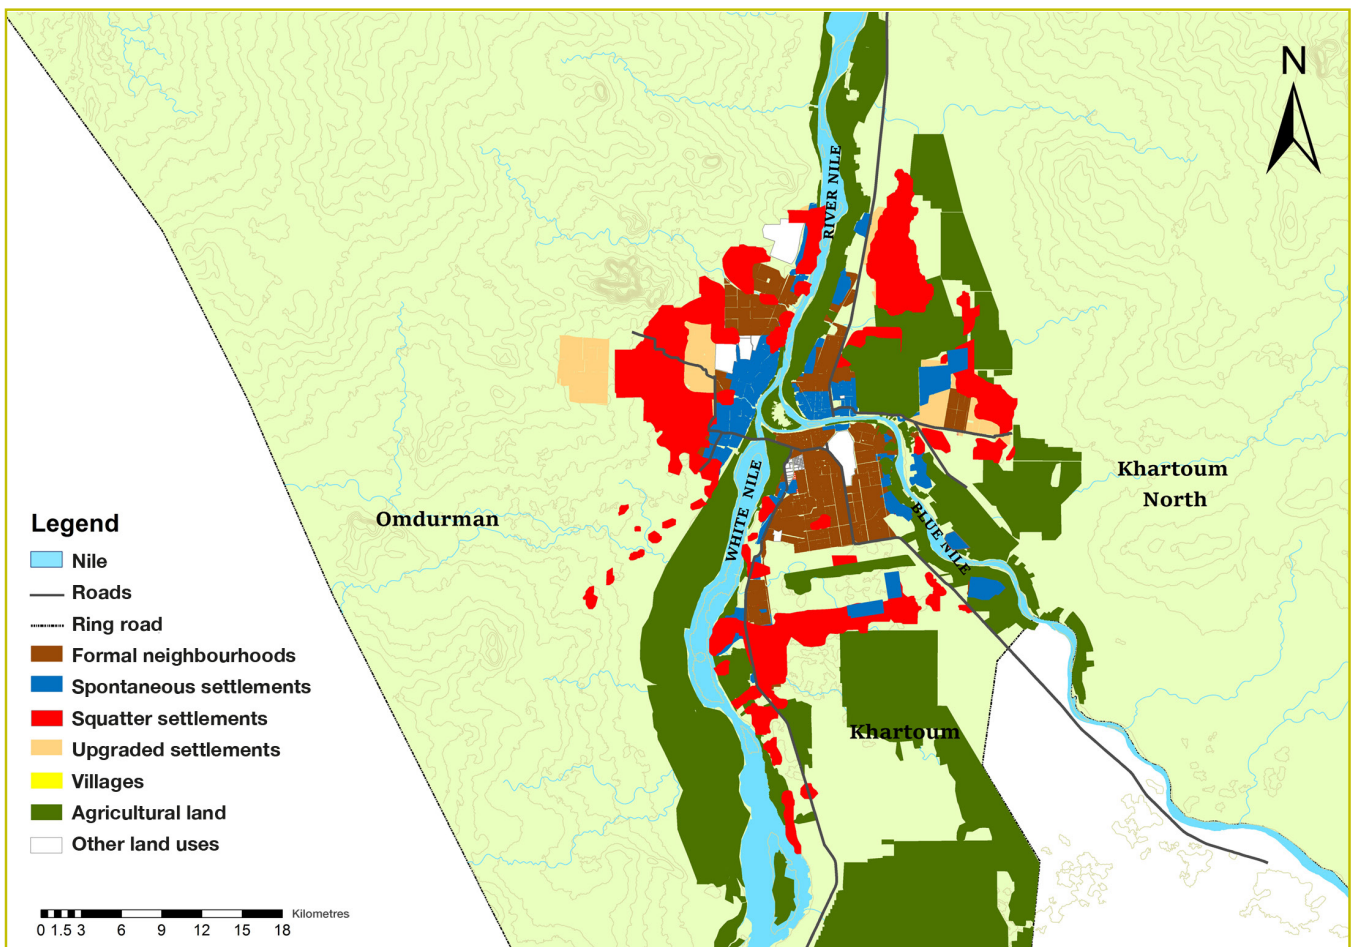 N
RIVER NILE
Khartoum
North
Omdurman
WHITE NILE
BLUE NILE
Khartoum
Legend
Nile
Roads
Ring road
Formal neighbourhoods
Spontaneous settlements
Squatter settlements
Upgraded settlements
Villages
Agricultural land
Other land uses
Kilometres
0 1.5 3 6 9 12 15 18